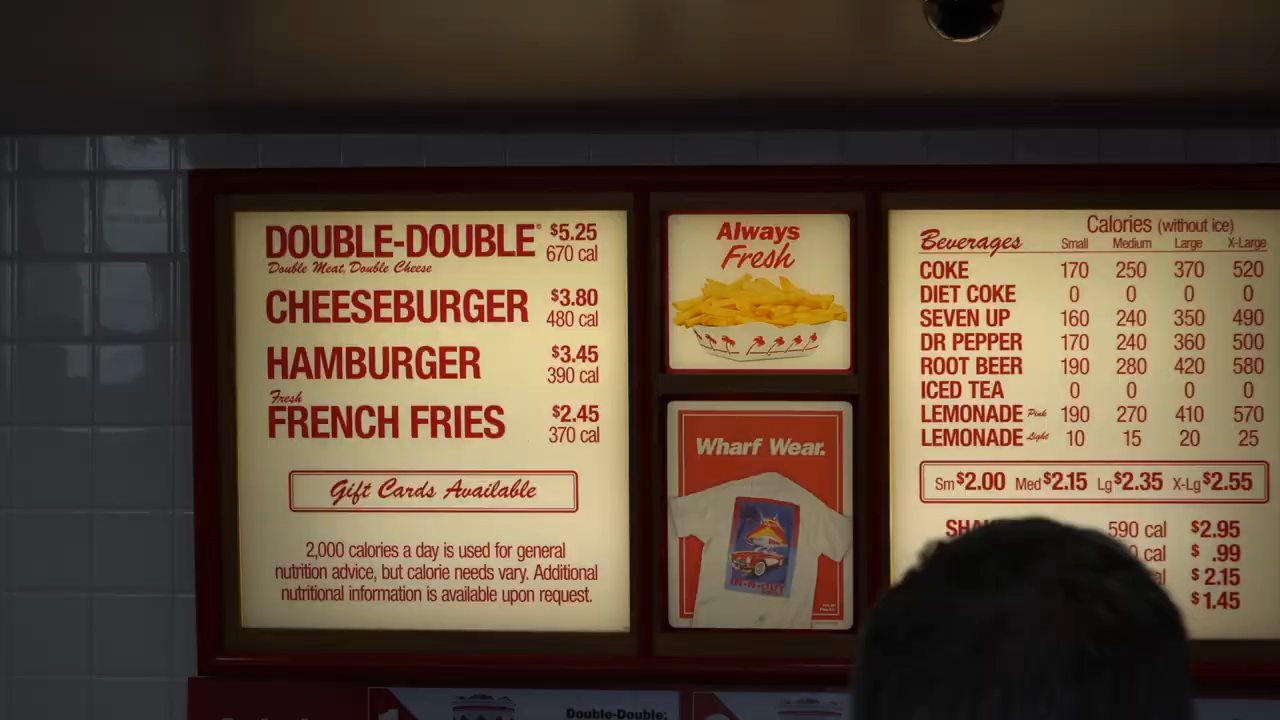 DOUBLE-DOUBLE® $5.25
670 cal
Double Meat, Double Cheese
CHEESEBURGER $3.80
480 cal
HAMBURGER $3.45
390 cal
Fresh
FRENCH FRIES $2.45
370 cal
Gift Cards Available
2,000 calories a day is used for general
nutrition advice, but calorie needs vary. Additional
nutritional information is available upon request.
Always
Fresh
Wharf Wear.
IN-N-OUT
Calories (without ice)
Beverages Small Medium Large X-Large
COKE 170 250 370 520
DIET COKE 0 0 0 0
SEVEN UP 160 240 350 490
DR PEPPER 170 240 360 500
ROOT BEER 190 280 420 580
ICED TEA 0 0 0 0
LEMONADE Pink 190 270 410 570
LEMONADE Light 10 15 20 25
Sm $2.00 Med $2.15 Lg $2.35 X-Lg $2.55
590 cal $2.95
cal $ .99
$2.15
$1.45
Double-Double: